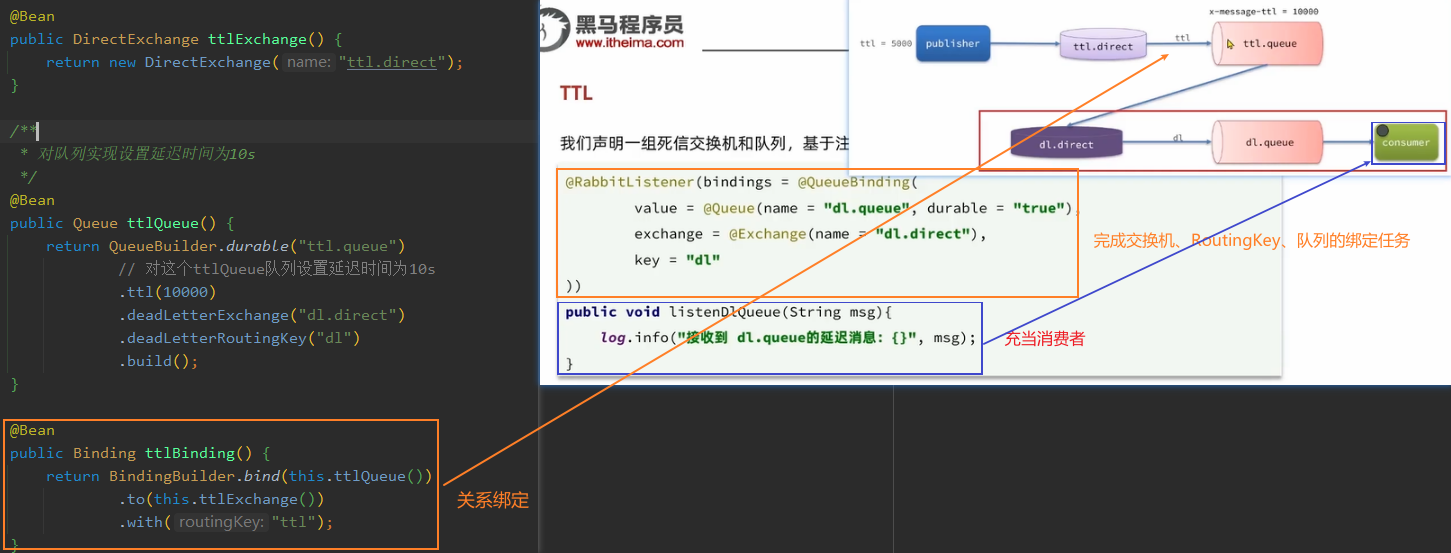 @Bean
public DirectExchange ttlExchange() {
return new DirectExchange( name: "ttl.direct");
}
/**
* 对队列实现设置延迟时间为10s
*/
@Bean
public Queue ttlQueue() {
return QueueBuilder.durable("ttl.queue")
// 对这个ttlQueue队列设置延迟时间为10s
.ttl(10000)
.deadLetterExchange("dl.direct")
.deadLetterRoutingKey("dl")
.build();
}
@Bean
public Binding ttlBinding() {
return BindingBuilder.bind(this.ttlQueue())
.to(this.ttlExchange())
.with( routingKey: "ttl");
}
关系绑定
黑马程序员
www.itheima.com
TTL
我们声明一组死信交换机和队列，基于注
x-message-ttl = 10000
ttl = 5000
publisher
ttl.direct
ttl
ttl.queue
dl.direct
dl
dl.queue
consumer
@RabbitListener(bindings = @QueueBinding(
value = @Queue(name = "dl.queue", durable = "true"),
exchange = @Exchange(name = "dl.direct"),
key = "dl"
))
完成交换机、RoutingKey、队列的绑定任务
public void listenDlQueue(String msg){
log.info("接收到 dl.queue的延迟消息: {}", msg);
}
充当消费者